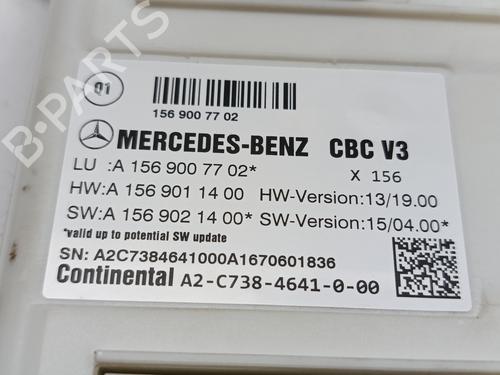 01
156 900 77 02
MERCEDES-BENZ CBC V3
LU :A 156 900 77 02* X 156
HW:A 156 901 14 00 HW-Version:13/19.00
SW:A 156 902 14 00* SW-Version:15/04.00*
*valid up to potential SW update
SN: A2C7384641000A1670601836
Continental A2-C738-4641-0-00
B-PARTS